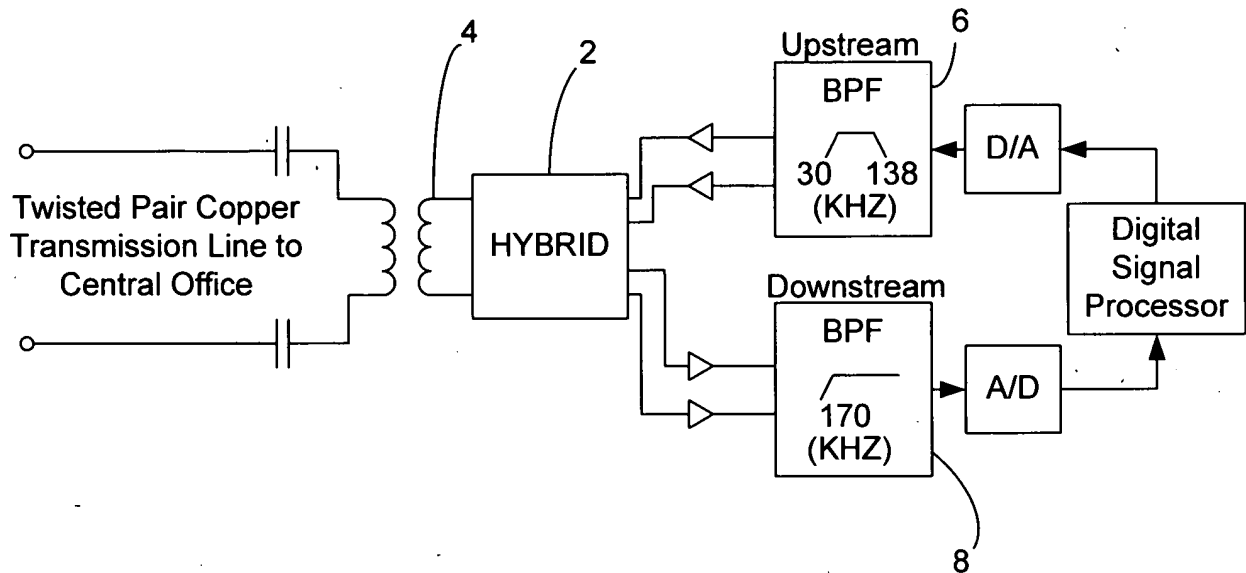 4
2
Upstream
6
BPF
30 138
(KHZ)
D/A
Twisted Pair Copper
Transmission Line to
Central Office
HYBRID
Digital
Signal
Processor
Downstream
BPF
170
(KHZ)
A/D
8